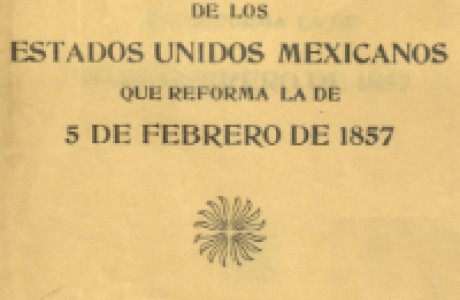 DE LOS
ESTADOS UNIDOS MEXICANOS
QUE REFORMA LA DE
5 DE FEBRERO DE 1857